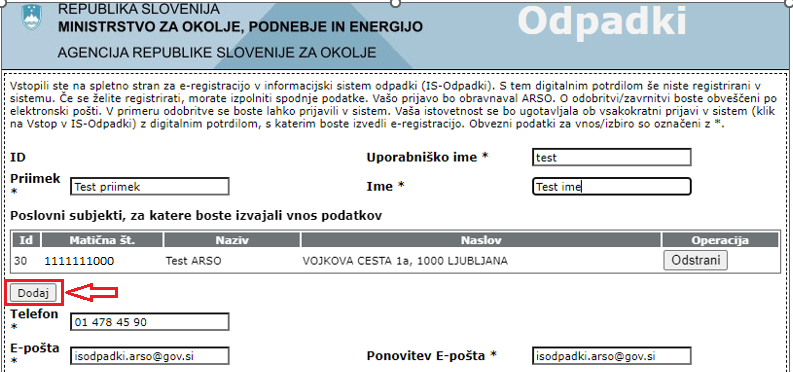 REPUBLIKA SLOVENIJA
MINISTRSTVO ZA OKOLJE, PODNEBJE IN ENERGIJO
AGENCIJA REPUBLIKE SLOVENIJE ZA OKOLJE
Odpadki
Vstopili ste na spletno stran za e-registracijo v informacijski sistem odpadki (IS-Odpadki). S tem digitalnim potrdilom še niste registrirani v
sistemu. Če se želite registrirati, morate izpolniti spodnje podatke. Vašo prijavo bo obravnaval ARSO. O odobritvi/zavrnitvi boste obveščeni po
elektronski pošti. V primeru odobritve se boste lahko prijavili v sistem. Vaša istovetnost se bo ugotavljala ob vsakokratni prijavi v sistem (klik
na Vstop v IS-Odpadki) z digitalnim potrdilom, s katerim boste izvedli e-registracijo. Obvezni podatki za vnos/izbiro so označeni z *.
ID Uporabniško ime * test
Priimek * Test priimek Ime * Test ime
Poslovni subjekti, za katere boste izvajali vnos podatkov
Id Matična št. Naziv Naslov Operacija
30 1111111000 Test ARSO VOJKOVA CESTA 1a, 1000 LJUBLJANA Odstrani
Dodaj
Telefon * 01 478 45 90
E-pošta * isodpadki.arso@gov.si Ponovitev E-pošta * isodpadki.arso@gov.si